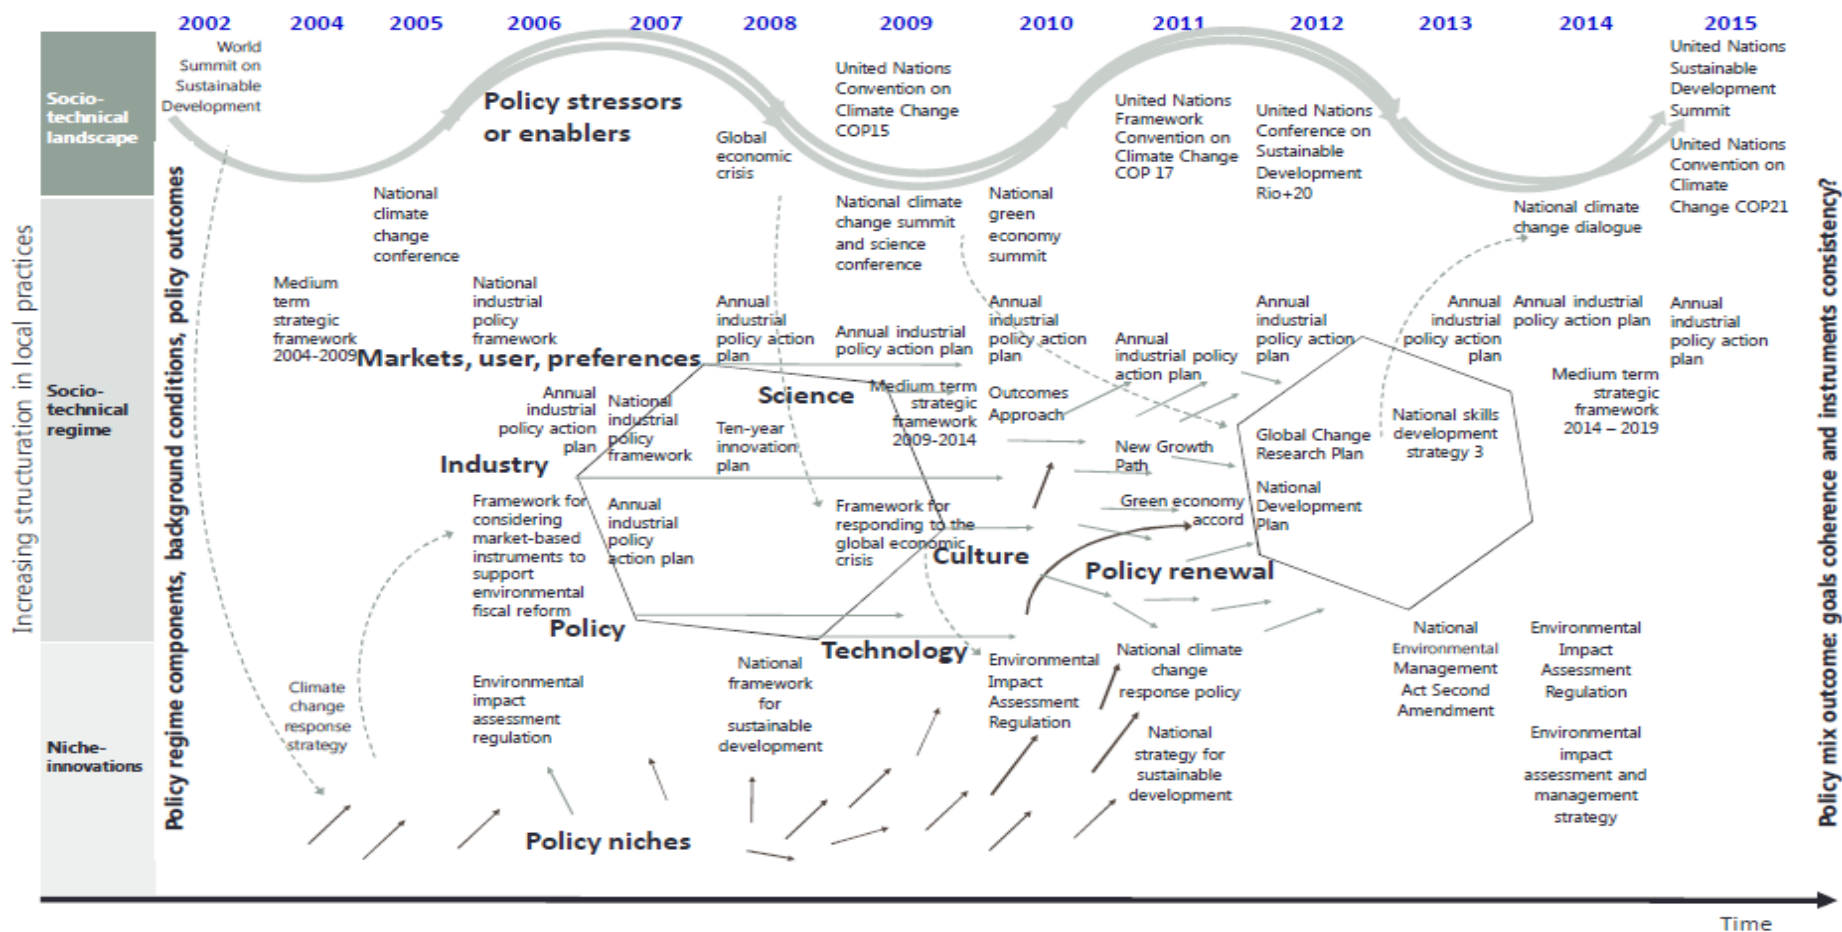 2002 2004 2005 2006 2007 2008 2009 2010 2011 2012 2013 2014 2015
Socio-
technical
landscape
Socio-
technical
regime
Niche-
innovations
Increasing structuration in local practices
Policy regime components, background conditions, policy outcomes
World
Summit on
Sustainable
Development
Medium
term
strategic
framework
2004-2009
Climate
change
response
strategy
National
climate
change
conference
Policy stressors
or enablers
National
industrial
policy
framework
Markets, user, preferences
Annual
industrial
policy action
plan
Industry
Framework for
considering
market-based
instruments to
support
environmental
fiscal reform
Policy
Environmental
impact
assessment
regulation
Policy niches
National
industrial
policy
framework
Annual
industrial
policy
action plan
Global
economic
crisis
Annual
industrial
policy action
plan
Science
Ten-year
innovation
plan
National
framework
for
sustainable
development
United Nations
Convention on
Climate Change
COP15
National climate
change summit
and science
conference
Annual industrial
policy action plan
Medium term
strategic
framework
2009-2014
Framework for
responding to the
global economic
crisis
Culture
Technology
National
green
economy
summit
Annual
industrial
policy action
plan
Outcomes
Approach
Environmental
Impact
Assessment
Regulation
United Nations
Framework
Convention on
Climate Change
COP 17
Annual
industrial policy
action plan
New Growth
Path
Green economy
accord
Policy renewal
National climate
change
response policy
National
strategy for
sustainable
development
United Nations
Conference on
Sustainable
Development
Rio+20
Annual
industrial
policy action
plan
Global Change
Research Plan
National
Development
Plan
Annual
industrial
policy action
plan
National skills
development
strategy 3
National
Environmental
Management
Act Second
Amendment
National climate
change dialogue
Annual industrial
policy action plan
Medium term
strategic
framework
2014 – 2019
Environmental
Impact
Assessment
Regulation
Environmental
impact
assessment and
management
strategy
United Nations
Sustainable
Development
Summit
United Nations
Convention on
Climate
Change COP21
Annual
industrial
policy action
plan
Policy mix outcome: goals coherence and instruments consistency?
Time